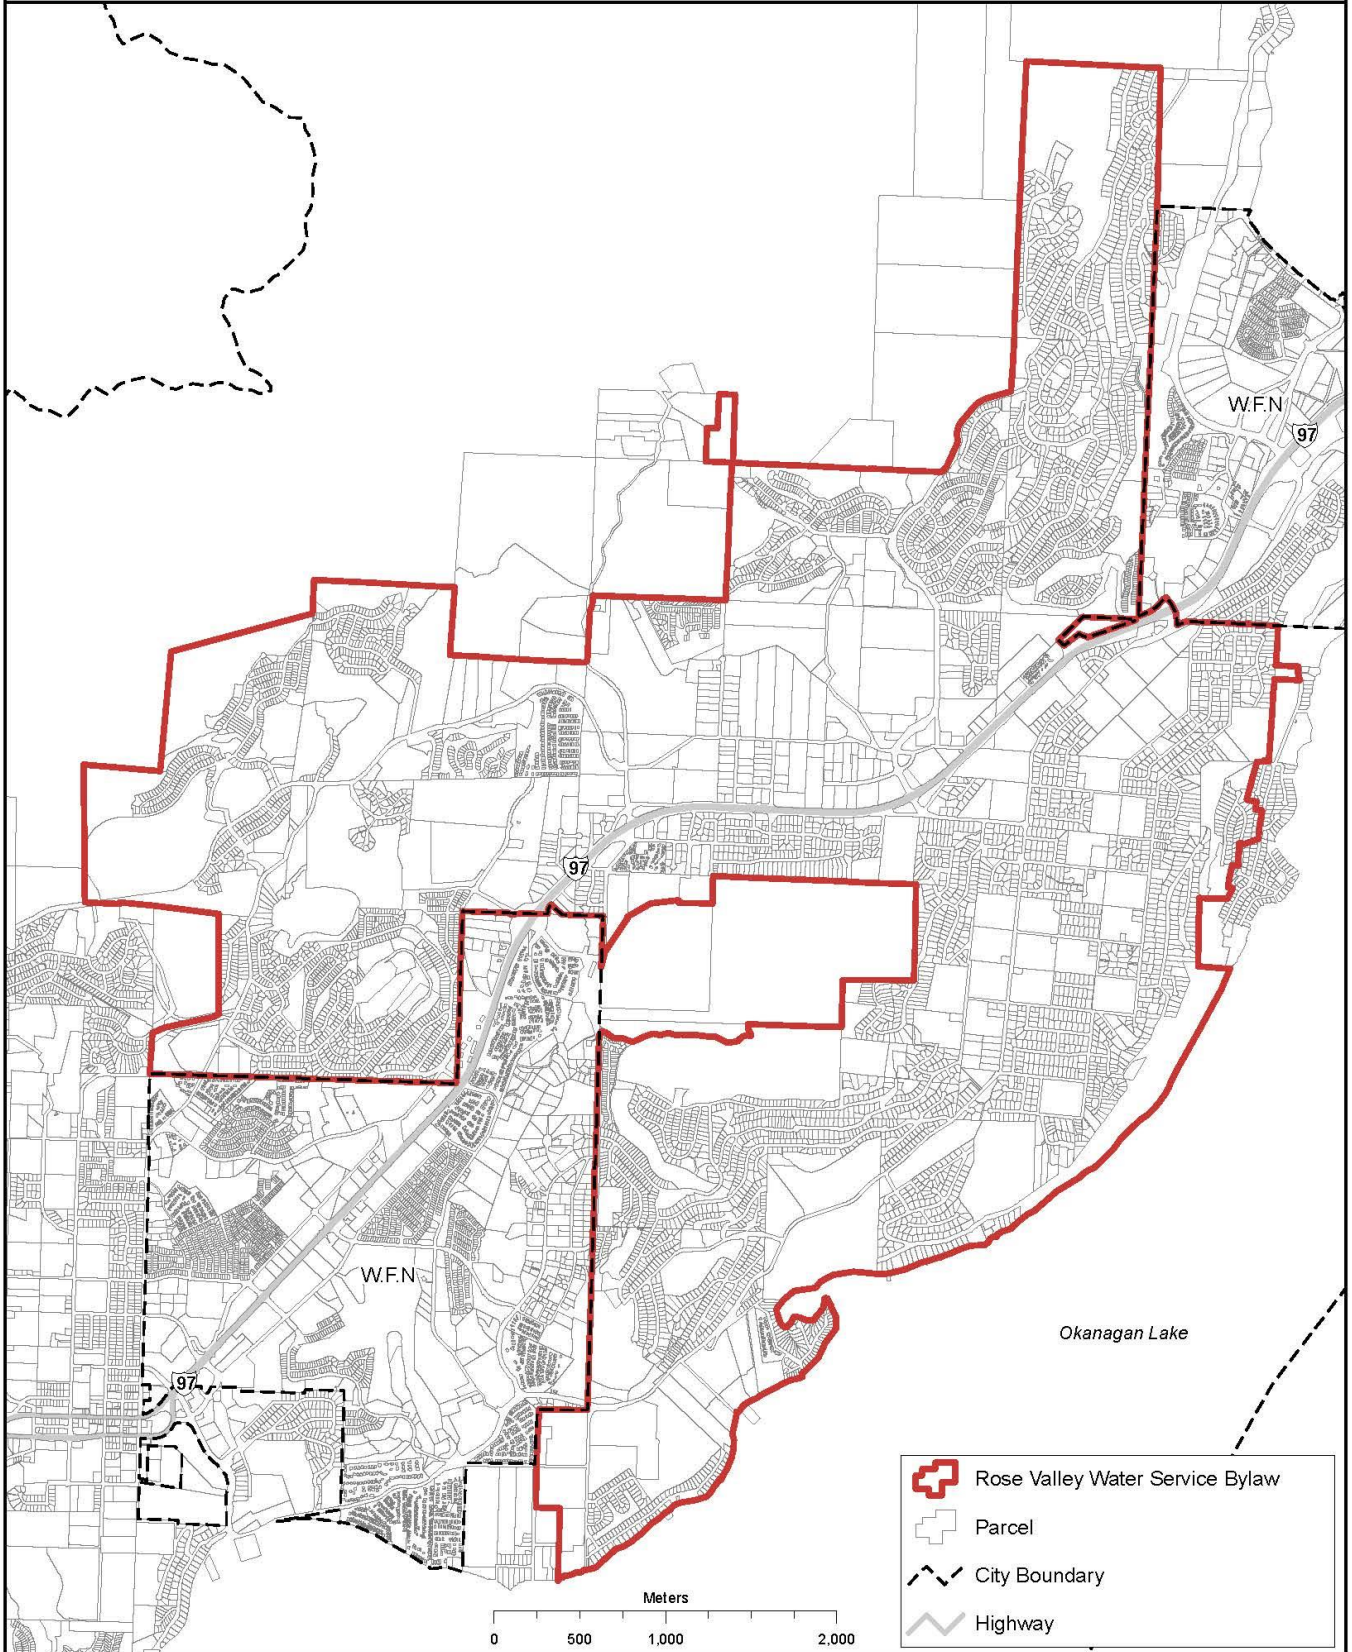 W.F.N
97
97
W.F.N
97
Okanagan Lake
Rose Valley Water Service Bylaw
Parcel
City Boundary
Highway
Meters
0 500 1,000 2,000